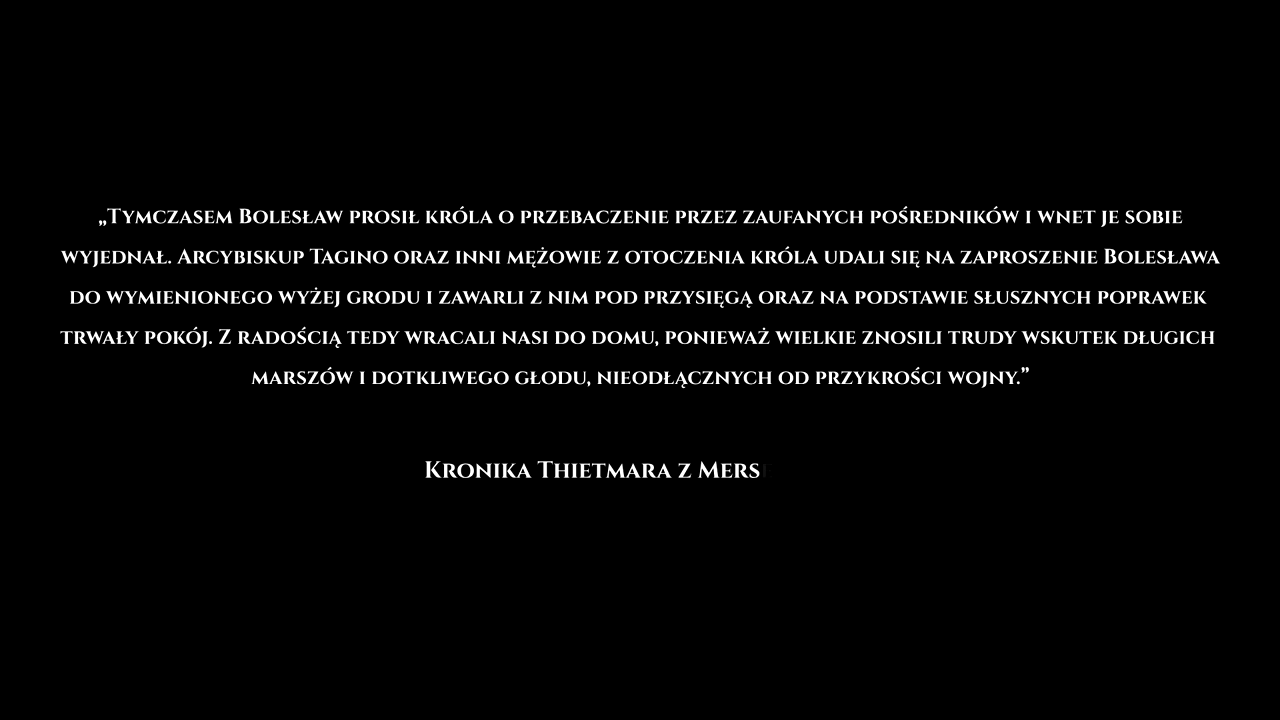 „Tymczasem Bolesław prosił króla o przebaczenie przez zaufanych pośredników i wnet je sobie
wyjednał. Arcybiskup Tagino oraz inni mężowie z otoczenia króla udali się na zaproszenie Bolesława
do wymienionego wyżej grodu i zawarli z nim pod przysięgą oraz na podstawie słusznych poprawek
trwały pokój. Z radością tedy wracali nasi do domu, ponieważ wielkie znosili trudy wskutek długich
marszów i dotkliwego głodu, nieodłącznych od przykrości wojny.”
Kronika Thietmara z Mers